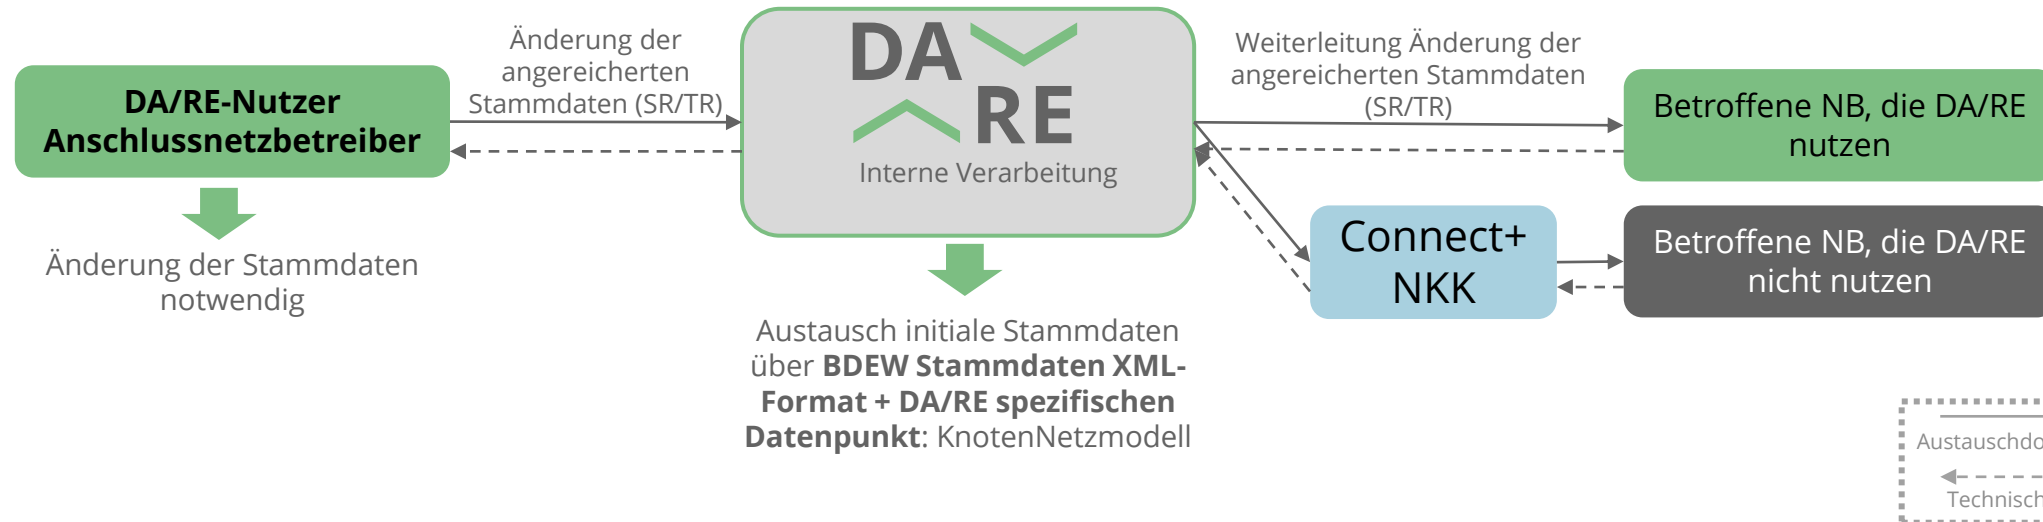 DA/RE-Nutzer
Anschlussnetzbetreiber
Änderung der Stammdaten
notwendig
Änderung der
angereicherten
Stammdaten (SR/TR)
DA
RE
Interne Verarbeitung
Austausch initiale Stammdaten
über BDEW Stammdaten XML-
Format + DA/RE spezifischen
Datenpunkt: KnotenNetzmodell
Weiterleitung Änderung der
angereicherten Stammdaten
(SR/TR)
Betroffene NB, die DA/RE
nutzen
Connect+
NKK
Betroffene NB, die DA/RE
nicht nutzen